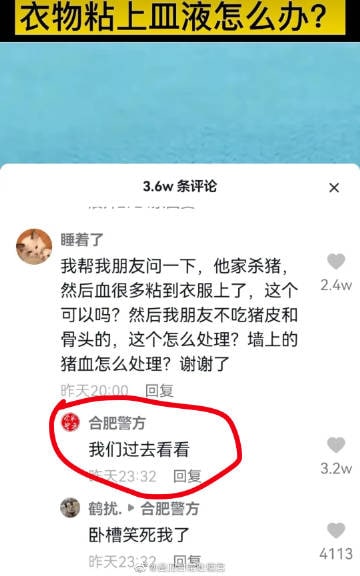 衣物粘上血液怎么办?
3.6w 条评论
睡着了
我帮我朋友问一下，他家杀猪，
然后血很多粘到衣服上了，这个
可以吗？然后我朋友不吃猪皮和
骨头的，这个怎么处理？墙上的
猪血怎么处理？谢谢了
2.4w
昨天20:00 回复
合肥警方
我们过去看看
3.2w
昨天23:32 回复
鹤扰. 合肥警方
卧槽笑死我了
4113
昨天23:32 回复